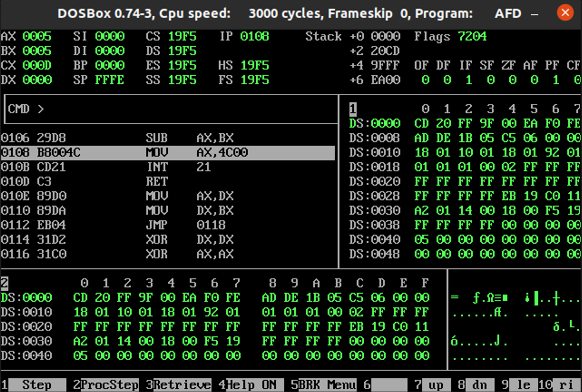 DOSBox 0.74-3, Cpu speed: 3000 cycles, Frameskip 0, Program: AFD
AX 0005 SI 0000 CS 19F5 IP 0108 Stack +0 0000 Flags 7204
BX 0005 DI 0000 DS 19F5 +2 20CD
CX 000D BP 0000 ES 19F5 HS 19F5 +4 9FFF OF DF IF SF ZF AF PF CF
DX 0000 SP FFFE SS 19F5 FS 19F5 +6 EA00 0 0 1 0 0 0 1 0
CMD >
1 0 1 2 3 4 5 6 7
DS:0000 CD 20 FF 9F 00 EA F0 FE
DS:0008 AD DE 1B 05 C5 06 00 00
DS:0010 18 01 10 01 18 01 92 01
DS:0018 01 01 01 00 02 FF FF FF
DS:0020 FF FF FF FF FF FF FF FF
DS:0028 FF FF FF FF EB 19 C0 11
DS:0030 A2 01 14 00 18 00 F5 19
DS:0038 FF FF FF FF 00 00 00 00
DS:0040 05 00 00 00 00 00 00 00
DS:0048 00 00 00 00 00 00 00 00
0106 29D8 SUB AX,BX
0108 B8004C MOV AX,4C00
010B CD21 INT 21
010D C3 RET
010E 89D0 MOV AX,DX
0110 89DA MOV DX,BX
0112 EB04 JMP 0118
0114 31D2 XOR DX,DX
0116 31C0 XOR AX,AX
2 0 1 2 3 4 5 6 7 8 9 A B C D E F
DS:0000 CD 20 FF 9F 00 EA F0 FE AD DE 1B 05 C5 06 00 00
DS:0010 18 01 10 01 18 01 92 01 01 01 01 00 02 FF FF FF
DS:0020 FF FF FF FF FF FF FF FF FF FF FF FF EB 19 C0 11
DS:0030 A2 01 14 00 18 00 F5 19 FF FF FF FF 00 00 00 00
DS:0040 05 00 00 00 00 00 00 00 00 00 00 00 00 00 00 00
1 Step 2 ProcStep 3 Retrieve 4 Help ON 5 BRK Menu 6 7 up 8 dn 9 le 10 ri